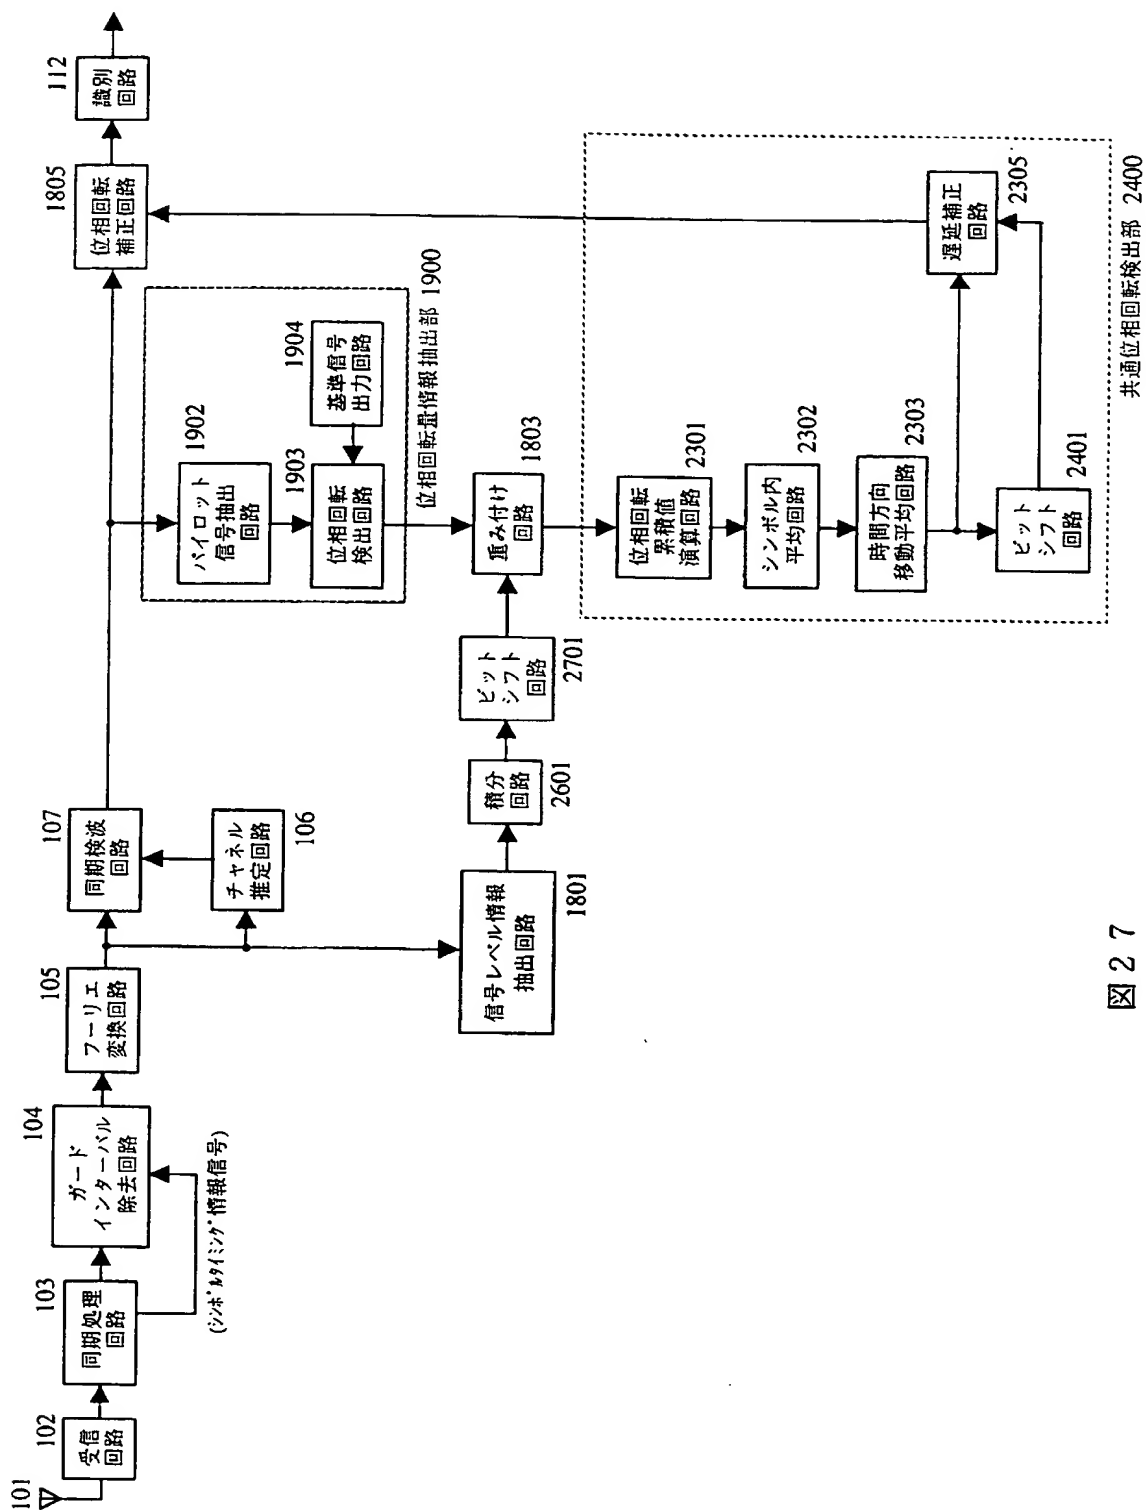 101
102
受信
回路
103
同期処理
回路
(シンボルタイミング情報信号)
104
ガード
インターバル
除去回路
105
フーリエ
変換回路
107
同期検波
回路
チャネル
推定回路
106
信号レベル情報
抽出回路
1801
積分
回路
2601
ビット
シフト
回路
2701
1902
パイロット
信号抽出
回路
1903
位相回転
検出回路
1904
基準信号
出力回路
位相回転量情報抽出部 1900
重み付け
回路
1803
1805
位相回転
補正回路
112
識別
回路
位相回転
累積値
演算回路
2301
シンボル内
平均回路
2302
時間方向
移動平均回路
2303
ビット
シフト
回路
2401
遅延補正
回路
2305
共通位相回転検出部 2400
図27